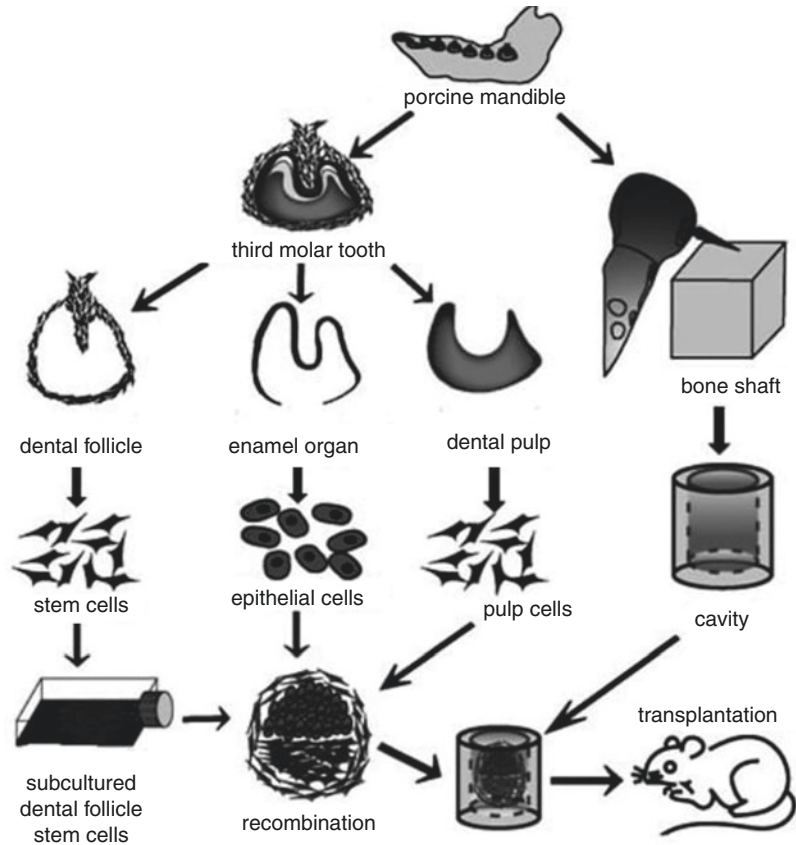 porcine mandible
third molar tooth
bone shaft
dental follicle
enamel organ
dental pulp
stem cells
epithelial cells
pulp cells
cavity
transplantation
subcultured
dental follicle
stem cells
recombination